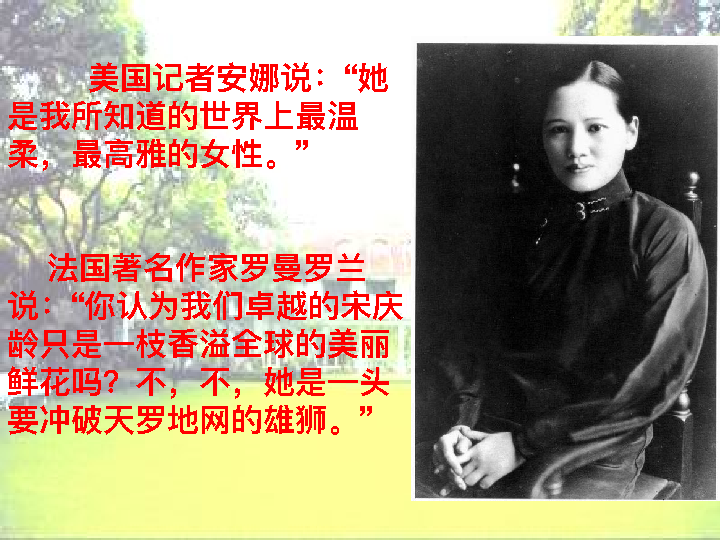 美国记者安娜说：“她
是我所知道的世界上最温
柔，最高雅的女性。”
法国著名作家罗曼罗兰
说：“你认为我们卓越的宋庆
龄只是一枝香溢全球的美丽
鲜花吗？不，不，她是一头
要冲破天罗地网的雄狮。”